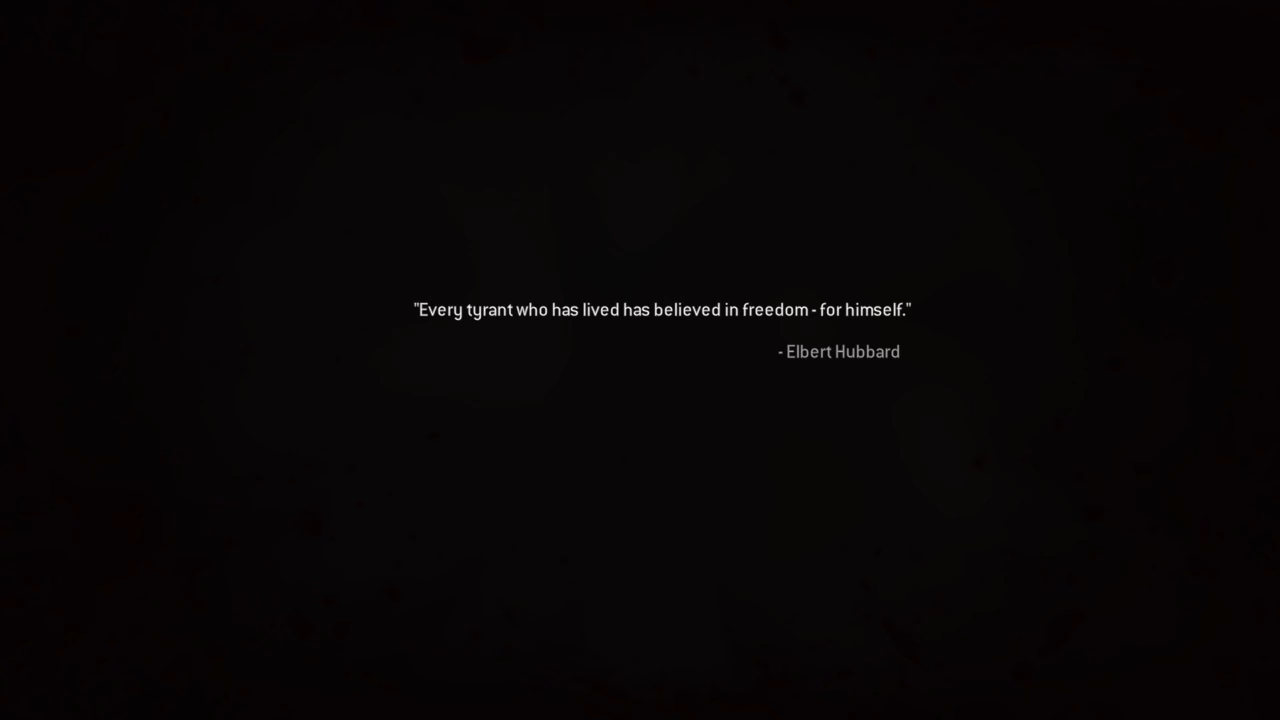 "Every tyrant who has lived has believed in freedom - for himself."
- Elbert Hubbard